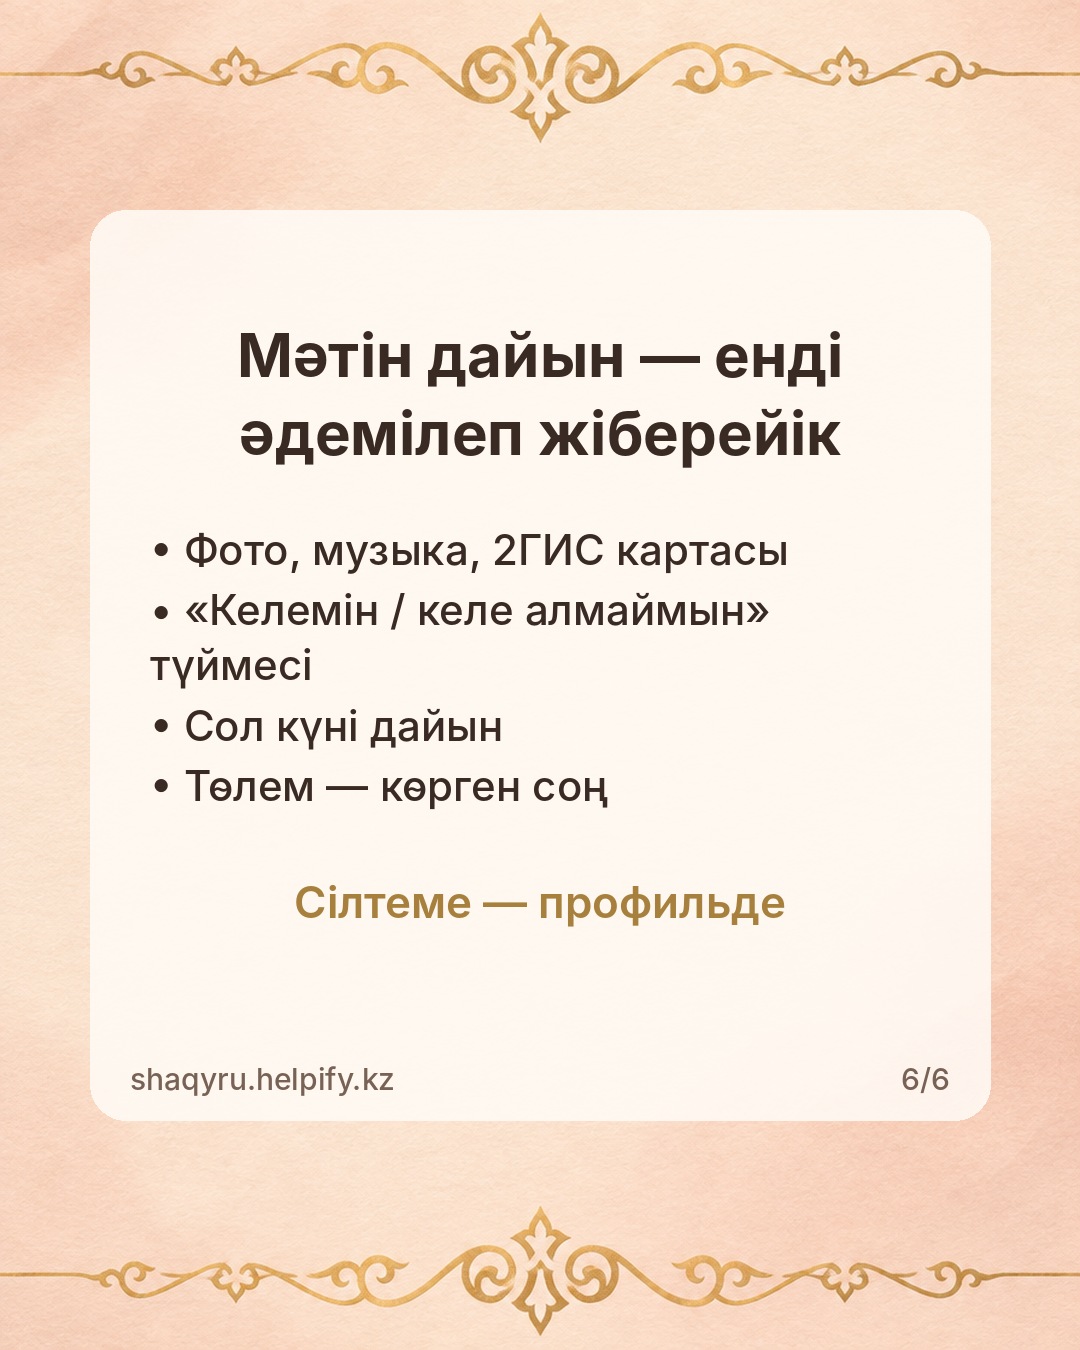 Мәтін дайын — енді
әдемілеп жіберейік
• Фото, музыка, 2ГИС картасы
• «Келемін / келе алмаймын»
түймесі
• Сол күні дайын
• Төлем — көрген соң
Сілтеме — профильде
shaqyru.helpify.kz
6/6